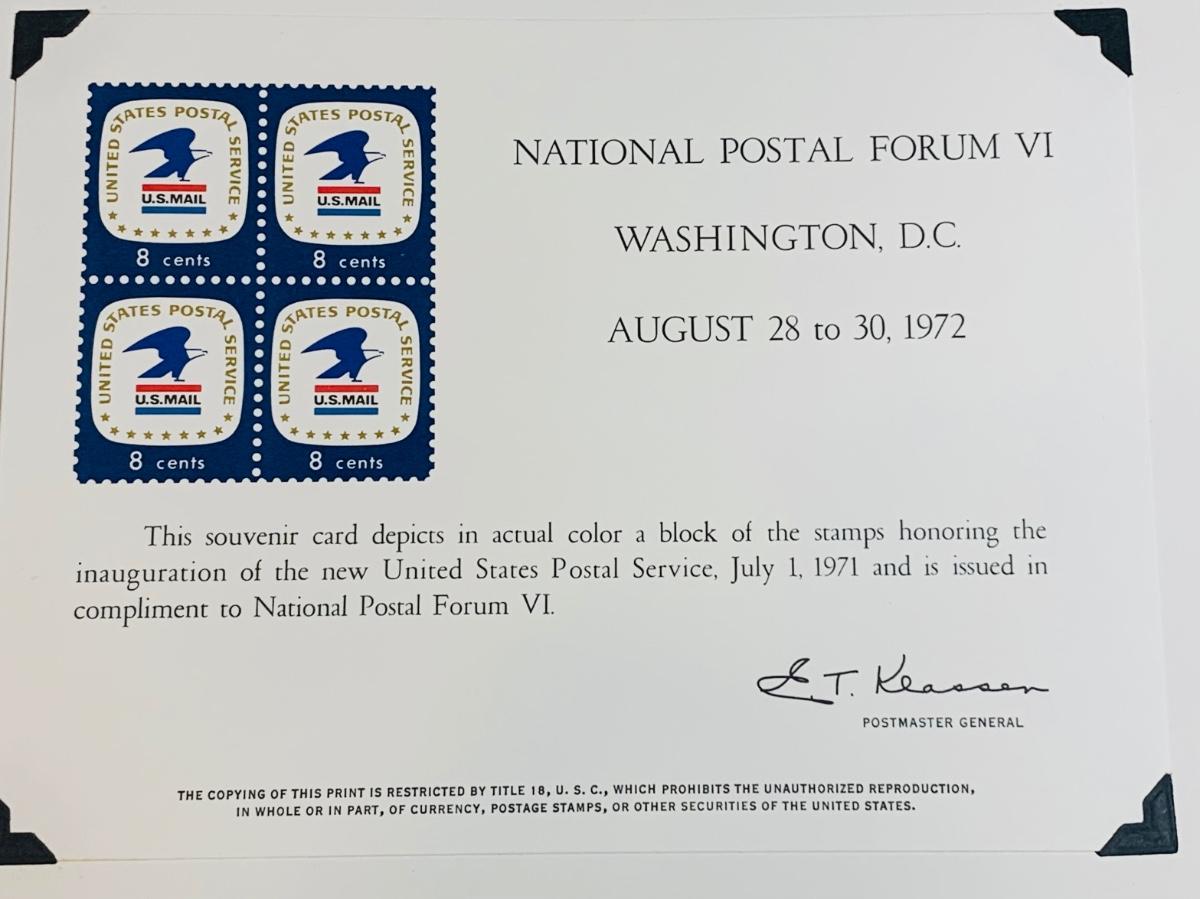 UNITED STATES POSTAL SERVICE
U.S.MAIL
8 cents
UNITED STATES POSTAL SERVICE
U.S.MAIL
8 cents
UNITED STATES POSTAL SERVICE
U.S.MAIL
8 cents
UNITED STATES POSTAL SERVICE
U.S.MAIL
8 cents
NATIONAL POSTAL FORUM VI
WASHINGTON, D.C.
AUGUST 28 to 30, 1972
This souvenir card depicts in actual color a block of the stamps honoring the
inauguration of the new United States Postal Service, July 1, 1971 and is issued in
compliment to National Postal Forum VI.
E. T. Klassen
POSTMASTER GENERAL
THE COPYING OF THIS PRINT IS RESTRICTED BY TITLE 18, U. S. C., WHICH PROHIBITS THE UNAUTHORIZED REPRODUCTION,
IN WHOLE OR IN PART, OF CURRENCY, POSTAGE STAMPS, OR OTHER SECURITIES OF THE UNITED STATES.